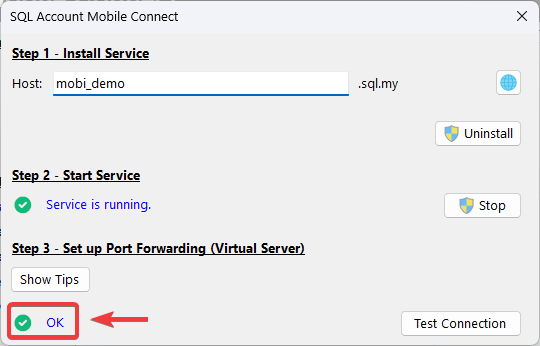 SQL Account Mobile Connect
Step 1 - Install Service
Host: mobi_demo .sql.my
Uninstall
Step 2 - Start Service
Service is running. Stop
Step 3 - Set up Port Forwarding (Virtual Server)
Show Tips
OK Test Connection